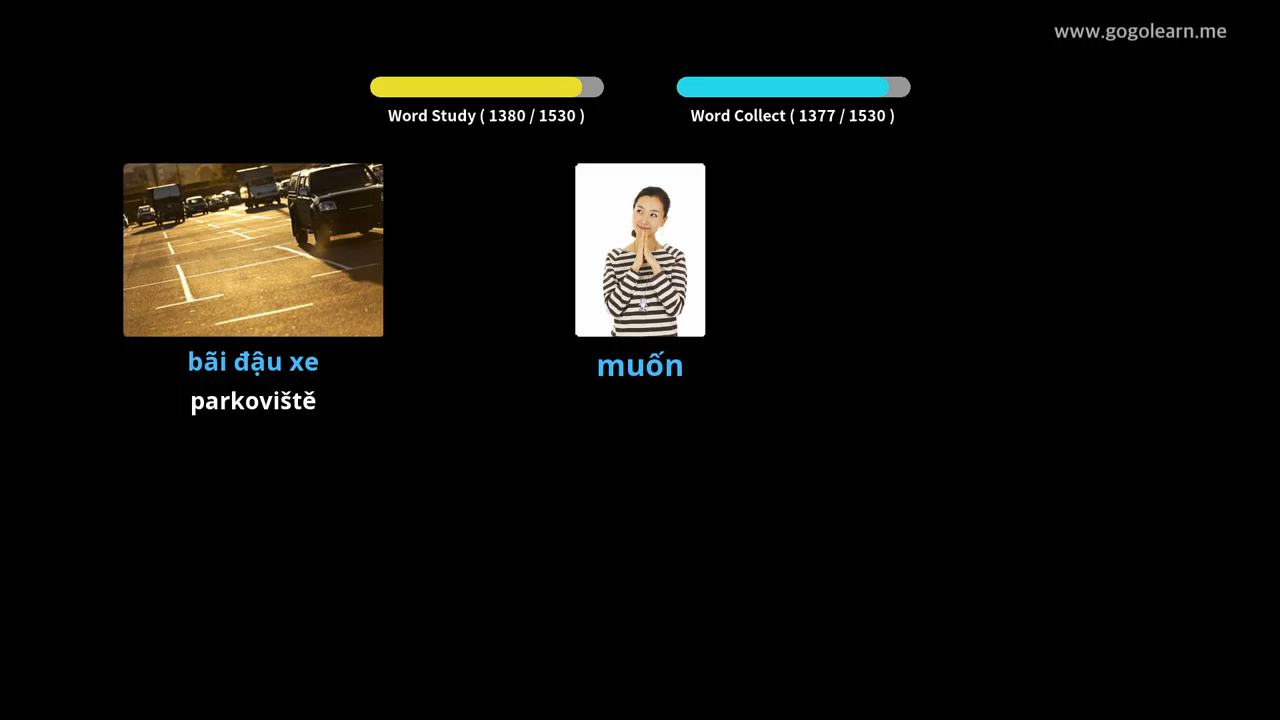 www.gogolearn.me
Word Study ( 1380 / 1530 )
Word Collect ( 1377 / 1530 )
bãi đậu xe
parkoviště
muốn